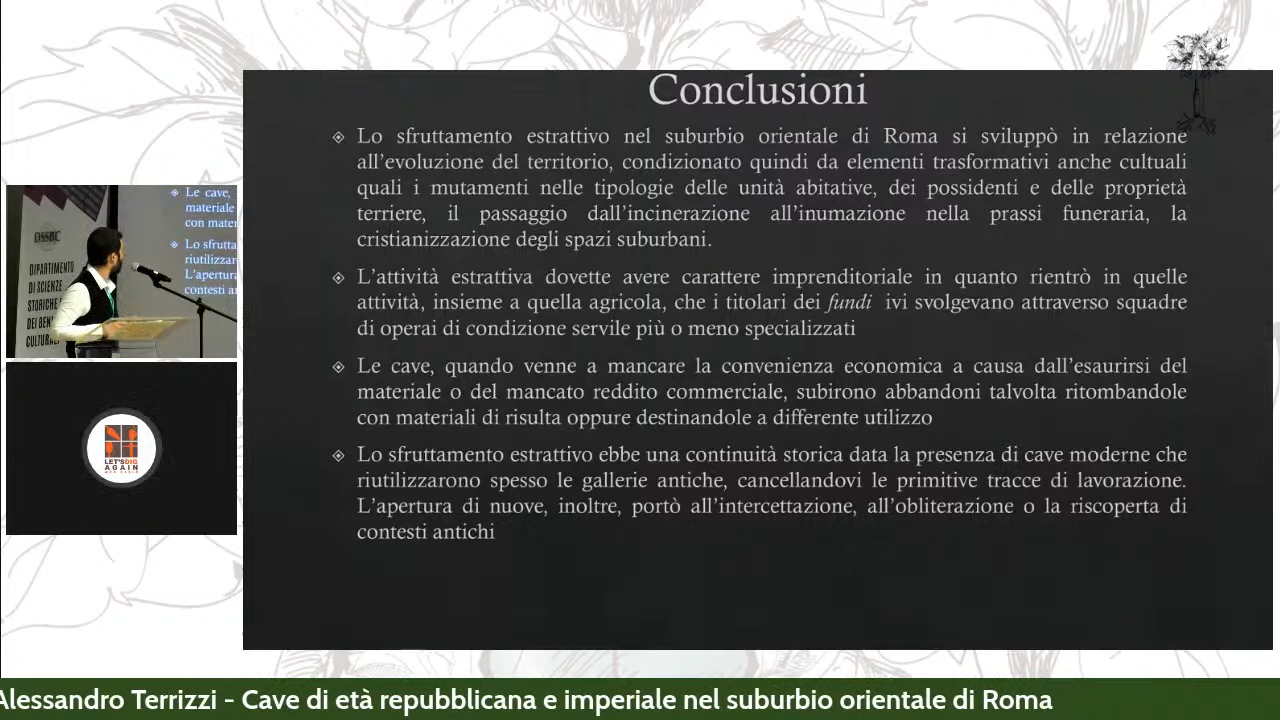 Conclusioni
Lo sfruttamento estrattivo nel suburbio orientale di Roma si sviluppò in relazione
all'evoluzione del territorio, condizionato quindi da elementi trasformativi anche cultuali
quali i mutamenti nelle tipologie delle unità abitative, dei possidenti e delle proprietà
terriere, il passaggio dall'incinerazione all'inumazione nella prassi funeraria, la
cristianizzazione degli spazi suburbani.
L'attività estrattiva dovette avere carattere imprenditoriale in quanto rientrò in quelle
attività, insieme a quella agricola, che i titolari dei fundi ivi svolgevano attraverso squadre
di operai di condizione servile più o meno specializzati
Le cave, quando venne a mancare la convenienza economica a causa dall'esaurirsi del
materiale o del mancato reddito commerciale, subirono abbandoni talvolta ritombandole
con materiali di risulta oppure destinandole a differente utilizzo
Lo sfruttamento estrattivo ebbe una continuità storica data la presenza di cave moderne che
riutilizzarono spesso le gallerie antiche, cancellandovi le primitive tracce di lavorazione.
L'apertura di nuove, inoltre, portò all'intercettazione, all'obliterazione o la riscoperta di
contesti antichi
Le cave,
materiale
con mater
Lo sfrutta
riutilizzar
L'apertura
contesti a
DIPARTIMENTO
DI SCIENZE
STORICHE
DEI BEN
CULTURA
LET'S DIG
AGAIN
Alessandro Terrizzi - Cave di età repubblicana e imperiale nel suburbio orientale di Roma